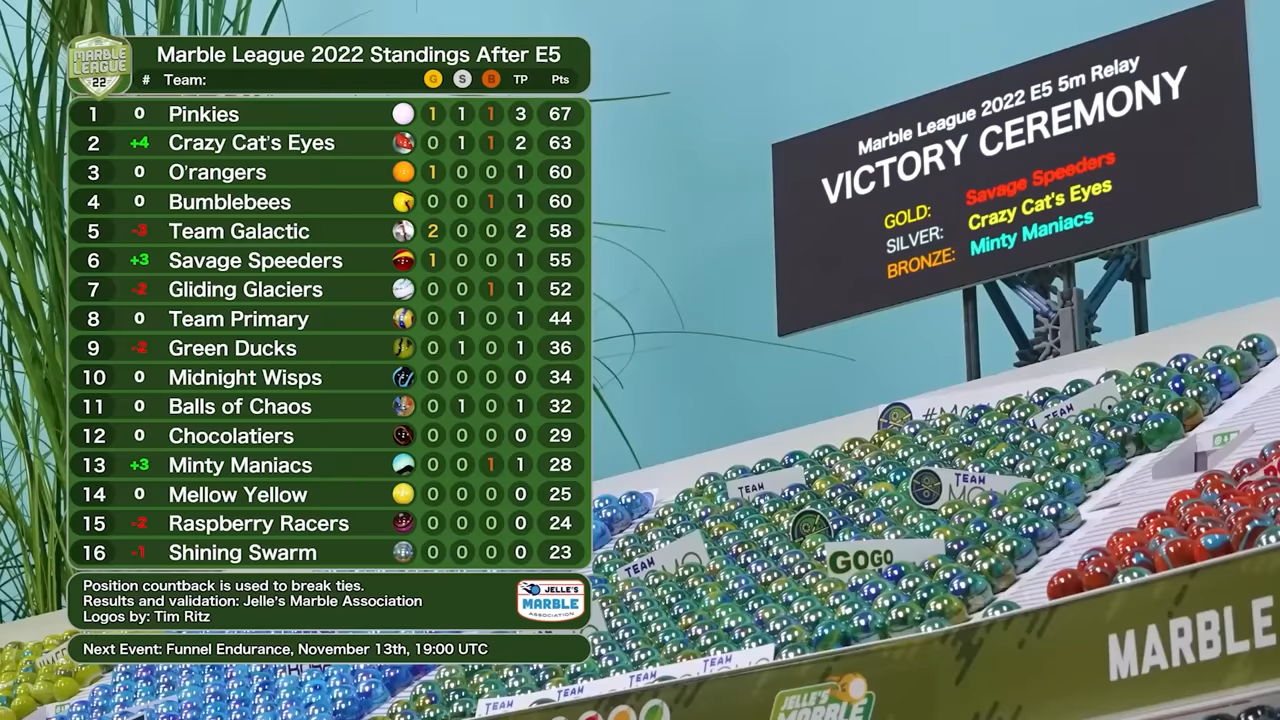 MARBLE
LEAGUE
22
Marble League 2022 Standings After E5
# Team: G S B TP Pts
1 0 Pinkies 1 1 1 3 67
2 +4 Crazy Cat's Eyes 0 1 1 2 63
3 0 O'rangers 1 0 0 1 60
4 0 Bumblebees 0 0 1 1 60
5 -3 Team Galactic 2 0 0 2 58
6 +3 Savage Speeders 1 0 0 1 55
7 -2 Gliding Glaciers 0 0 1 1 52
8 0 Team Primary 0 1 0 1 44
9 -2 Green Ducks 0 1 0 1 36
10 0 Midnight Wisps 0 0 0 0 34
11 0 Balls of Chaos 0 1 0 1 32
12 0 Chocolatiers 0 0 0 0 29
13 +3 Minty Maniacs 0 0 1 1 28
14 0 Mellow Yellow 0 0 0 0 25
15 -2 Raspberry Racers 0 0 0 0 24
16 -1 Shining Swarm 0 0 0 0 23
Position countback is used to break ties.
Results and validation: Jelle's Marble Association
Logos by: Tim Ritz
JELLE'S
MARBLE
ASSOCIATION
Next Event: Funnel Endurance, November 13th, 19:00 UTC
Marble League 2022 E5 5m Relay
VICTORY CEREMONY
GOLD: Savage Speeders
SILVER: Crazy Cat's Eyes
BRONZE: Minty Maniacs
TEAM
TEAM
TEAM
TEAM
GOGO
TEAM
TEAM
TEAM
TEAM
MARBLE
JELLE'S
MARBLE